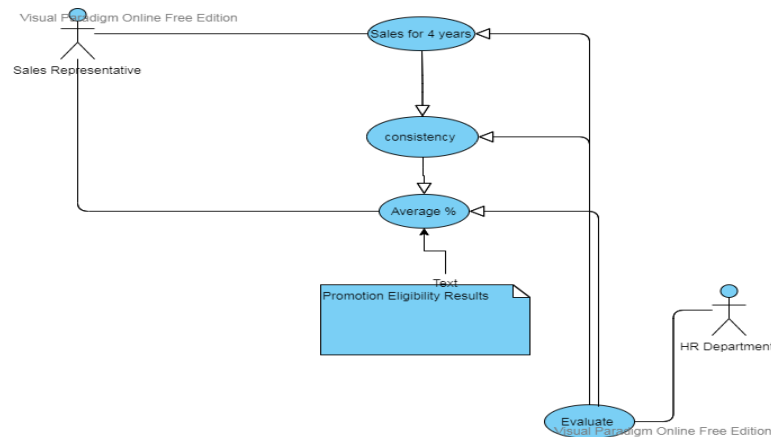 Visual Paradigm Online Free Edition
Sales for 4 years
Sales Representative
consistency
Average %
Text
Promotion Eligibility Results
HR Department
Evaluate
Visual Paradigm Online Free Edition